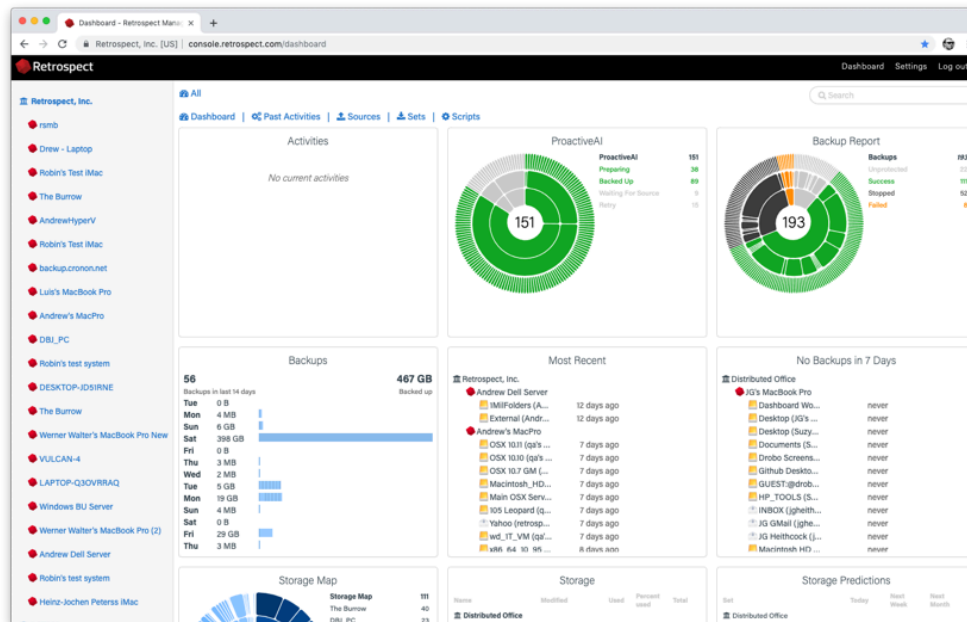 Dashboard - Retrospect Mana
Retrospect, Inc. [US] | console.retrospect.com/dashboard
Retrospect
Dashboard Settings Log out
Retrospect, Inc.
rsmb
Drew - Laptop
Robin's Test iMac
The Burrow
AndrewHyperV
Robin's Test iMac
backup.cronon.net
Luis's MacBook Pro
Andrew's MacPro
DBJ_PC
Robin's test system
DESKTOP-JD51RNE
The Burrow
Werner Walter's MacBook Pro New
VULCAN-4
LAPTOP-Q3OVRRAQ
Windows BU Server
Werner Walter's MacBook Pro (2)
Andrew Dell Server
Robin's test system
Heinz-Jochen Peterss iMac
All
Search
Dashboard | Past Activities | Sources | Sets | Scripts
Activities
No current activities
ProactiveAI
151
ProactiveAI 151
Preparing 38
Backed Up 89
Waiting For Source 9
Retry 15
Backup Report
193
Backups 193
Unprotected 22
Success 111
Stopped 52
Failed 8
Backups
56 467 GB
Backups in last 14 days Backed up
Tue 0 B
Mon 4 MB
Sun 6 GB
Sat 398 GB
Fri 0 B
Thu 3 MB
Wed 2 MB
Tue 5 GB
Mon 19 GB
Sun 4 MB
Sat 0 B
Fri 29 GB
Thu 3 MB
Most Recent
Retrospect, Inc.
Andrew Dell Server
1MilFolders (A... 12 days ago
External (Andr... 12 days ago
Andrew's MacPro
OSX 10.11 (qa's ... 7 days ago
OSX 10.10 (qa's ... 7 days ago
OSX 10.7 GM (... 7 days ago
Macintosh_HD... 7 days ago
Main OSX Serv... 7 days ago
105 Leopard (q... 7 days ago
Yahoo (retrosp... 7 days ago
wd_1T_VM (qa'... 7 days ago
x86_64_10_95 ... 8 days ago
No Backups in 7 Days
Distributed Office
JG's MacBook Pro
Dashboard Wo... never
Desktop (JG's ... never
Desktop (Suzy... never
Documents (S... never
Drobo Screens... never
Github Deskto... never
GUEST:@drob... never
HP_TOOLS (S... never
INBOX (jgheith... never
JG GMail (jghe... never
JG Heithcock (j... never
Macintosh HD ... never
Storage Map
Storage Map 111
The Burrow 40
DBJ_PC 23
Storage
Name Modified Used Percent used Total
Distributed Office
Storage Predictions
Set Today Next Week Next Month
Distributed Office